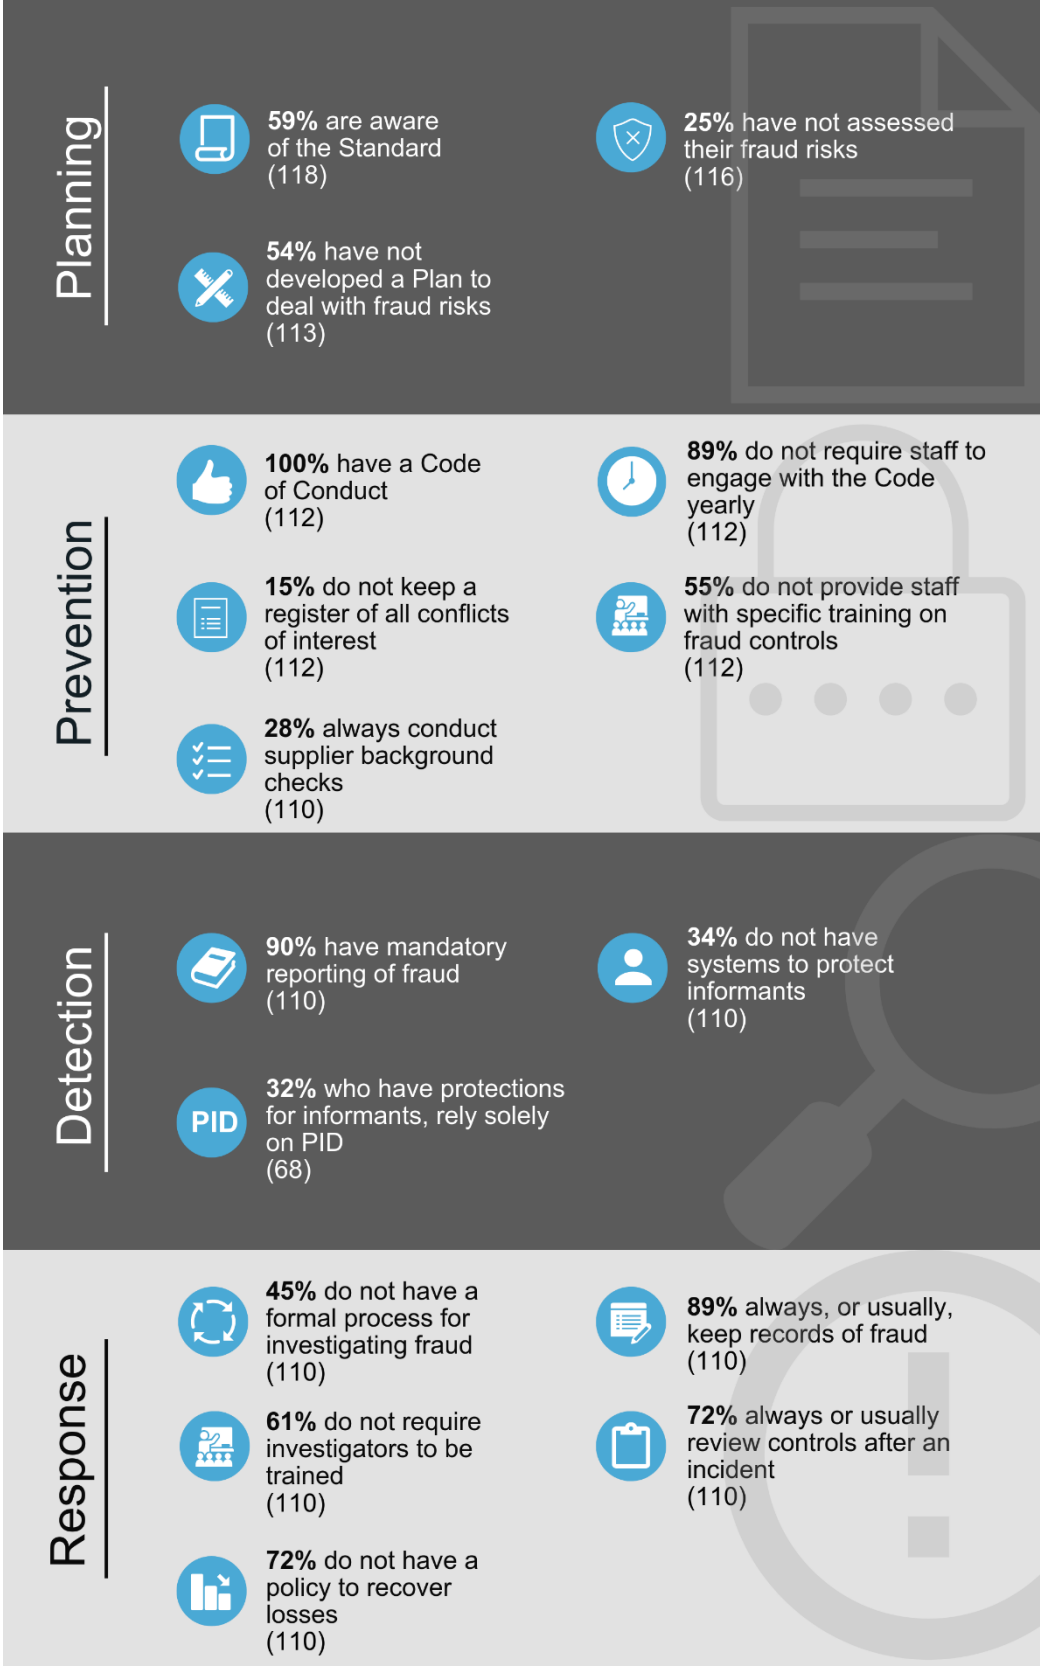 Planning
59% are aware
of the Standard
(118)
25% have not assessed
their fraud risks
(116)
54% have not
developed a Plan to
deal with fraud risks
(113)
Prevention
100% have a Code
of Conduct
(112)
89% do not require staff to
engage with the Code
yearly
(112)
15% do not keep a
register of all conflicts
of interest
(112)
55% do not provide staff
with specific training on
fraud controls
(112)
28% always conduct
supplier background
checks
(110)
Detection
90% have mandatory
reporting of fraud
(110)
34% do not have
systems to protect
informants
(110)
PID
32% who have protections
for informants, rely solely
on PID
(68)
Response
45% do not have a
formal process for
investigating fraud
(110)
89% always, or usually,
keep records of fraud
(110)
61% do not require
investigators to be
trained
(110)
72% always or usually
review controls after an
incident
(110)
72% do not have a
policy to recover
losses
(110)